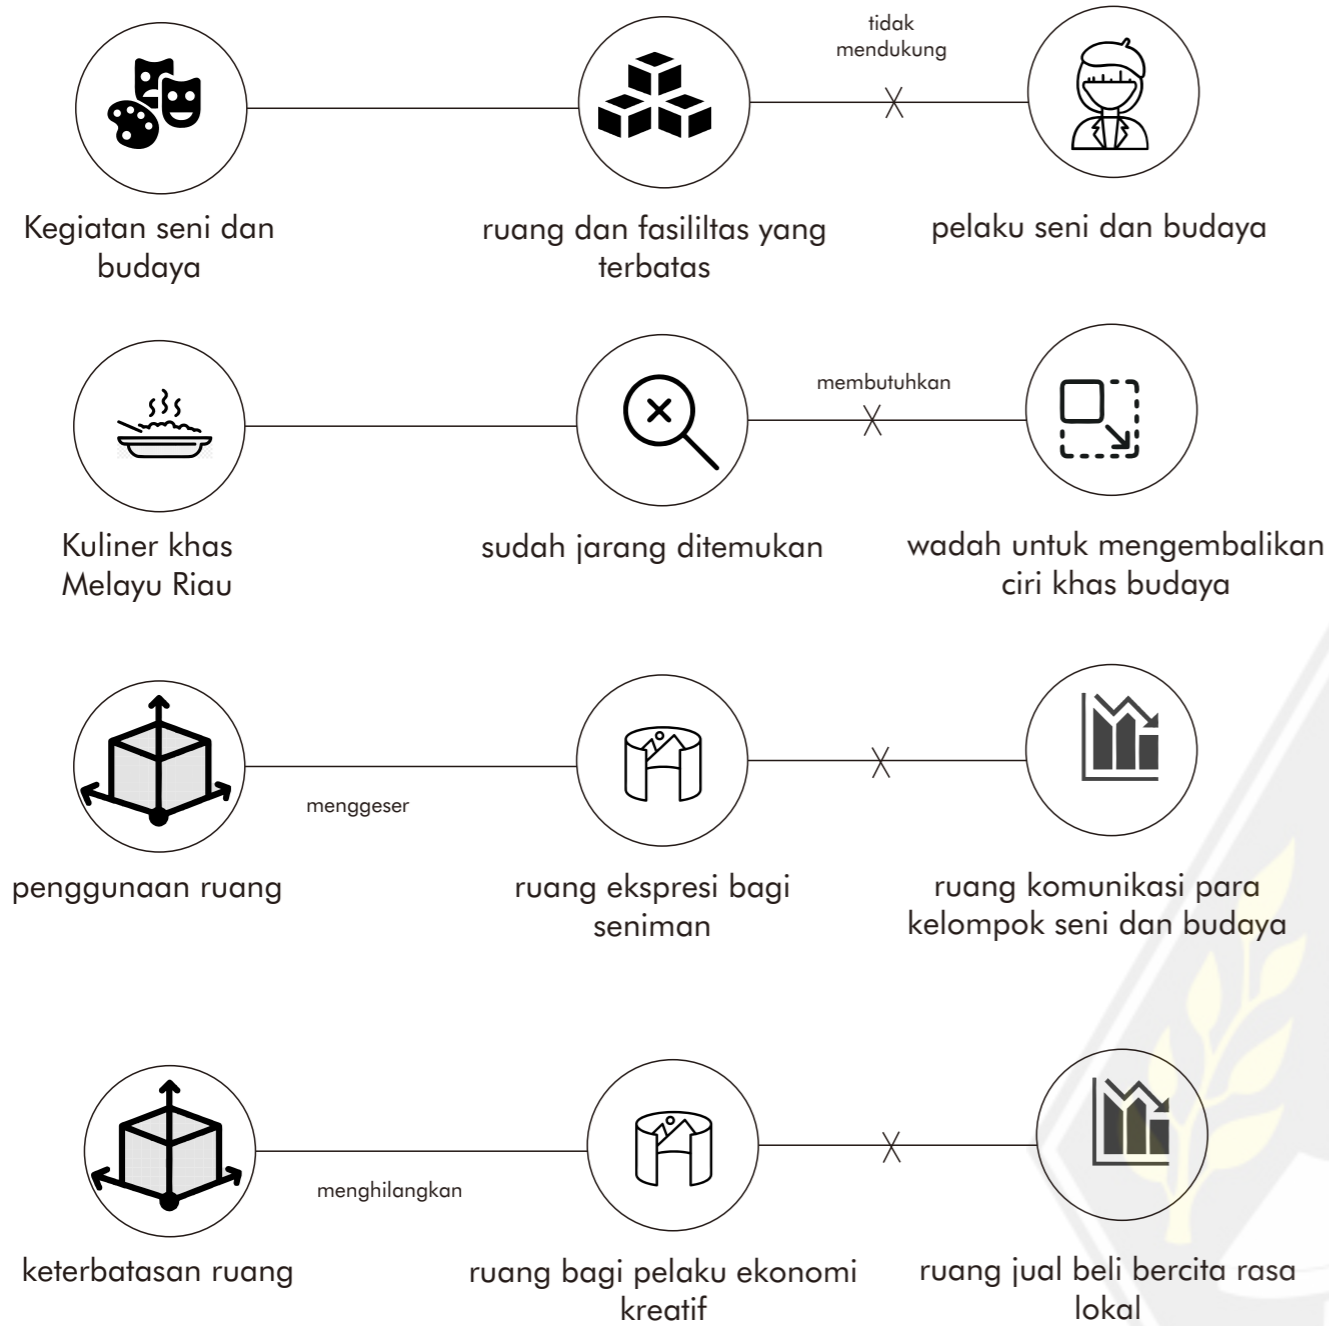 tidak
mendukung
Kegiatan seni dan
budaya
ruang dan fasililtas yang
terbatas
pelaku seni dan budaya
membutuhkan
Kuliner khas
Melayu Riau
sudah jarang ditemukan
wadah untuk mengembalikan
ciri khas budaya
menggeser
penggunaan ruang
ruang ekspresi bagi
seniman
ruang komunikasi para
kelompok seni dan budaya
menghilangkan
keterbatasan ruang
ruang bagi pelaku ekonomi
kreatif
ruang jual beli bercita rasa
lokal